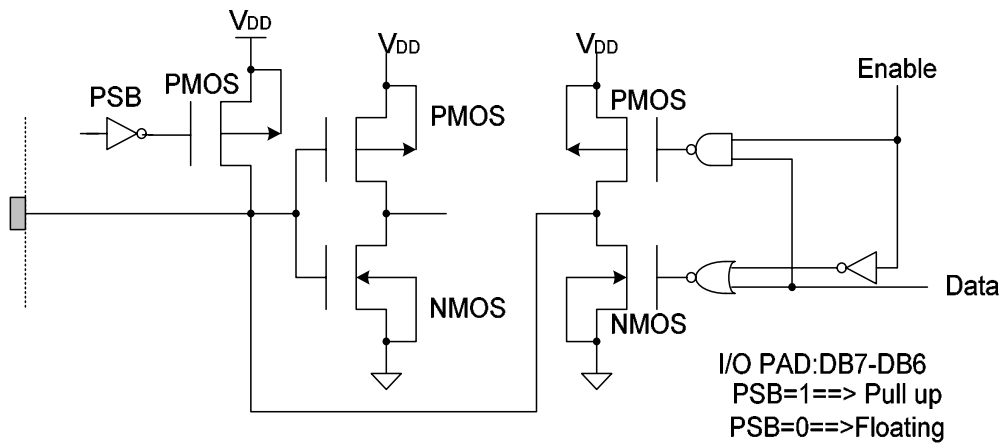 VDD
PSB
PMOS
VDD
PMOS
NMOS
VDD
PMOS
NMOS
Enable
Data
I/O PAD:DB7-DB6
PSB=1==> Pull up
PSB=0==>Floating